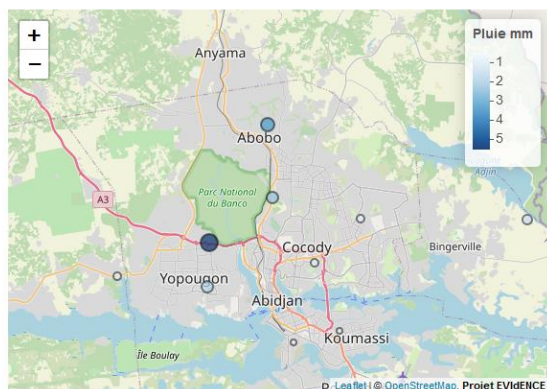 +
−
Pluie mm
1
2
3
4
5
Anyama
Abobo
Adjin
Parc National
du Banco
A3
Cocody
Bingerville
Yopougon
Abidjan
Île Boulay
Koumassi
Leaflet | © OpenStreetMap, Projet EVIdENCE